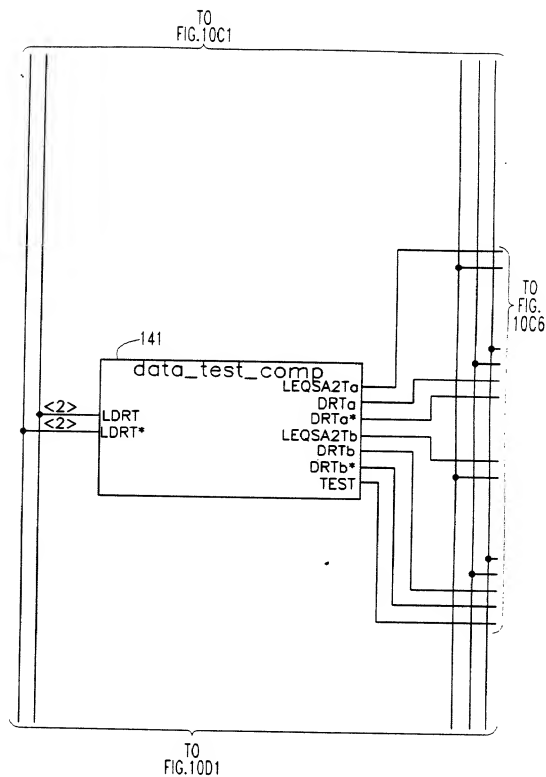 TO
FIG.10C1
TO
FIG.
10C6
141
data_test_comp
LEQSA2Ta
DRTa
DRTa*
LEQSA2Tb
DRTb
DRTb*
TEST
<2>
LDRT
<2>
LDRT*
TO
FIG.10D1